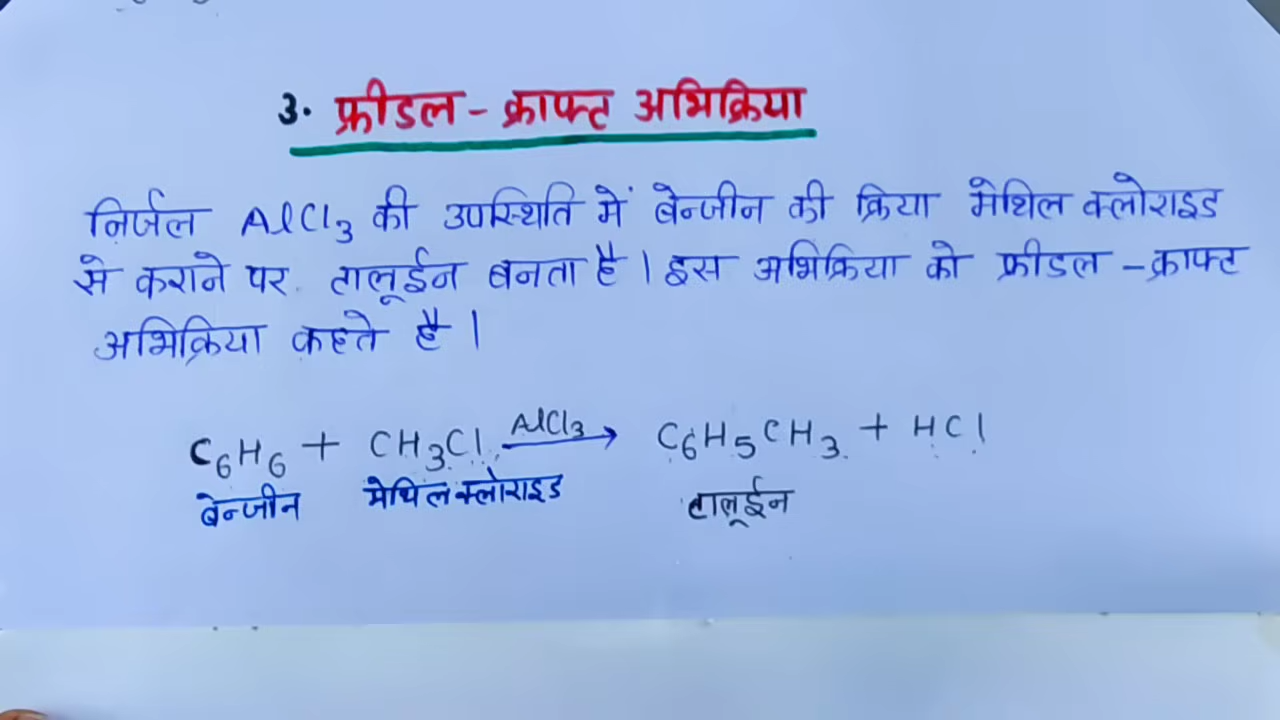 3. फ्रीडल - क्राफ्ट अभिक्रिया
निर्जल AlCl3 की उपस्थिति में बेन्जीन की क्रिया मेथिल क्लोराइड
से कराने पर टालूईन बनता है । इस अभिक्रिया को फ्रीडल - क्राफ्ट
अभिक्रिया कहते है ।
C6H6 + CH3Cl AlCl3 → C6H5CH3 + HCl
बेन्जीन मेथिल क्लोराइड टालूईन